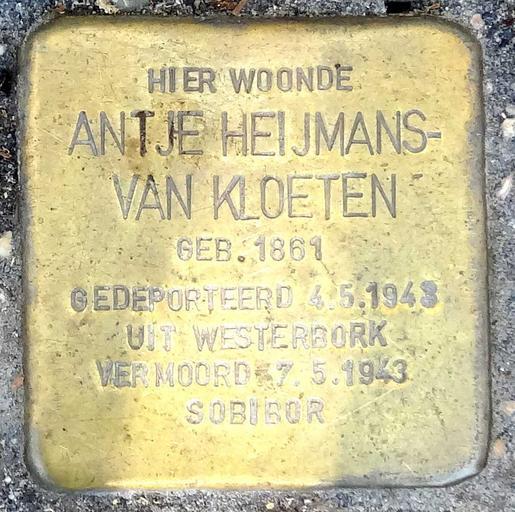 HIER WOONDE
ANTJE HEIJMANS-
VAN KLOETEN
GEB. 1861
GEDEPORTEERD 4.5.1943
UIT WESTERBORK
VERMOORD 7.5.1943
SOBIBOR